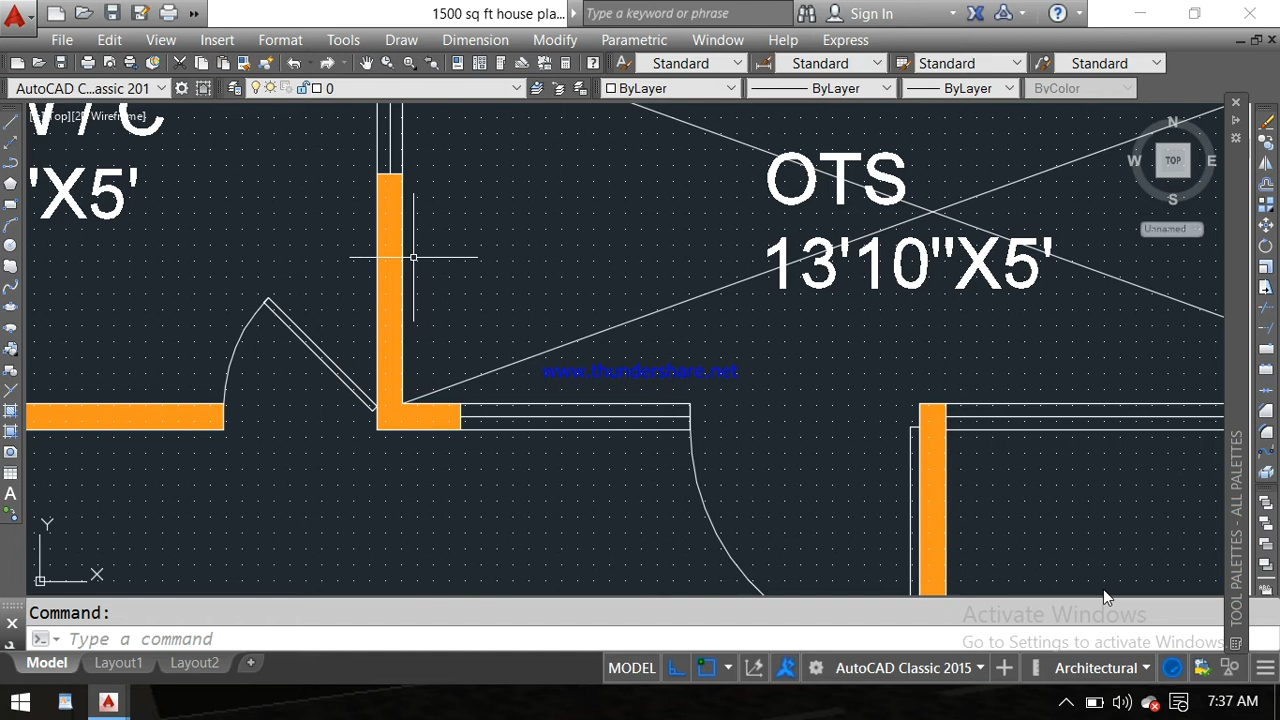 1500 sq ft house pla...
Type a keyword or phrase
Sign In
File Edit View Insert Format Tools Draw Dimension Modify Parametric Window Help Express
Standard Standard Standard Standard
AutoCAD C...assic 201 0 ByLayer ByLayer ByLayer ByColor
'X5'
OTS
13'10"X5'
www.thundershare.net
N
W TOP E
S
Unnamed
TOOL PALETTES - ALL PALETTES
Y
X
Command:
Type a command
Activate Windows
Go to Settings to activate Windows.
Model Layout1 Layout2
MODEL AutoCAD Classic 2015 Architectural
7:37 AM